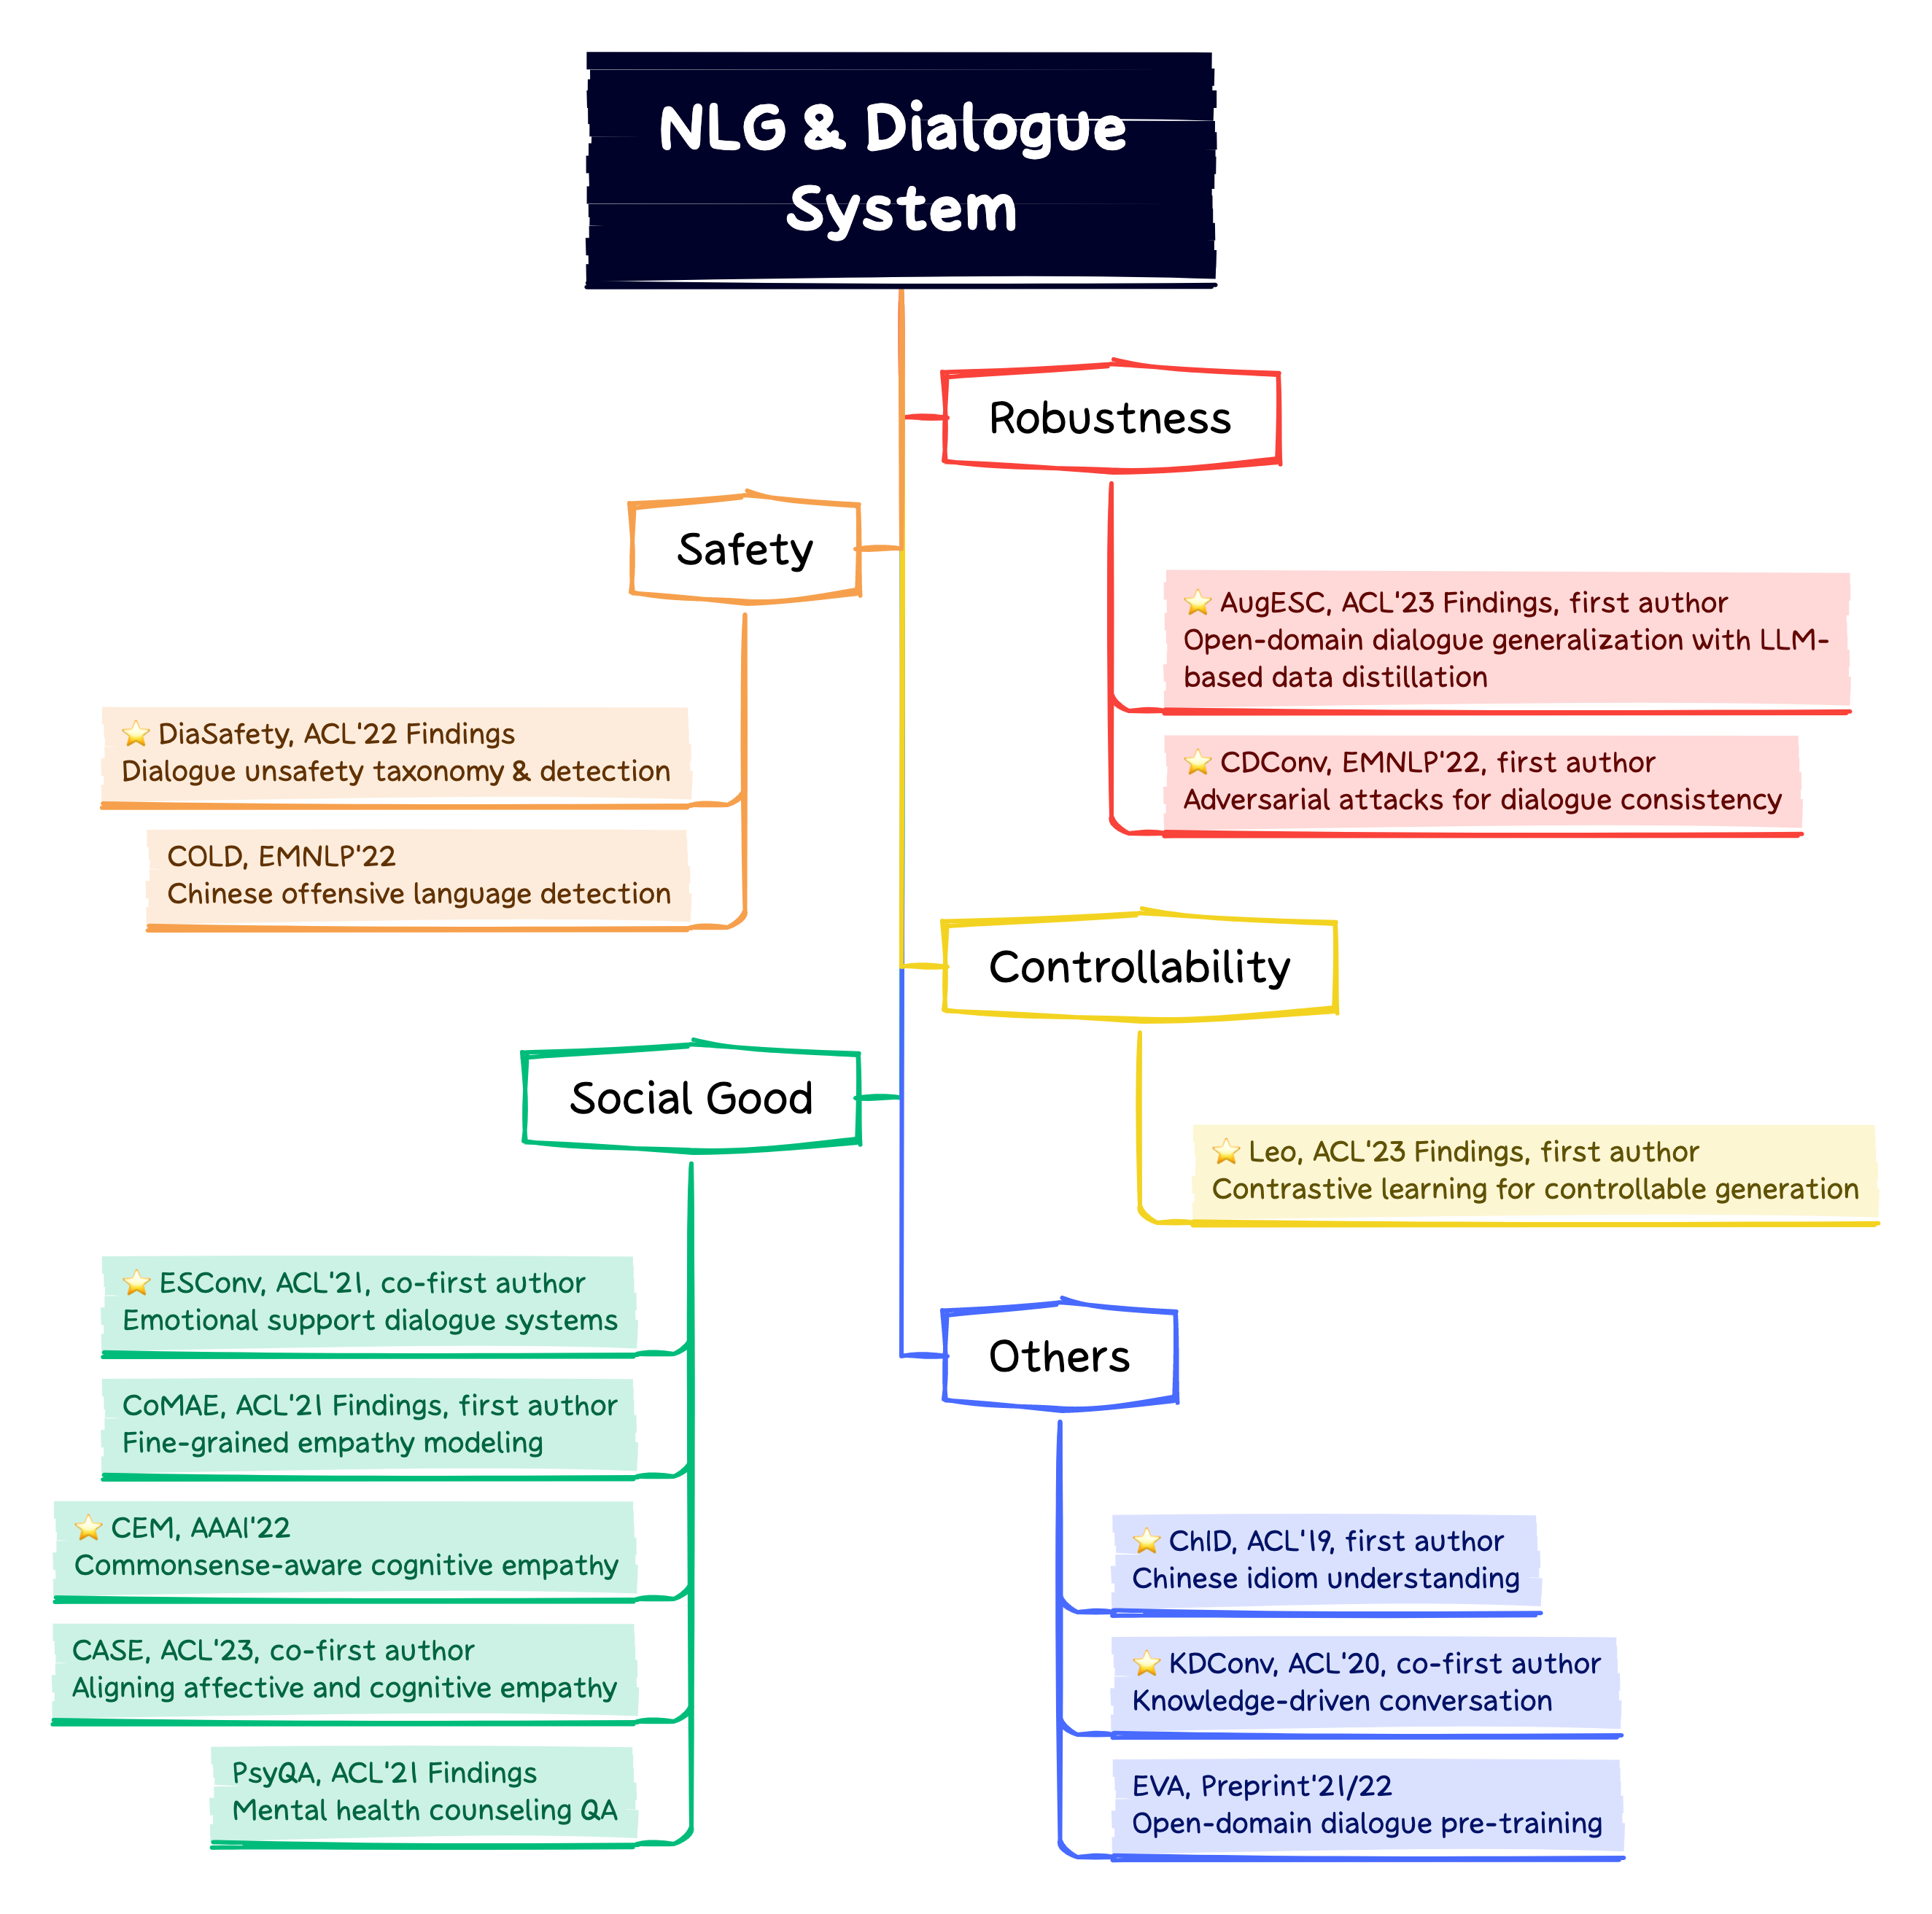 NLG & Dialogue
System
Robustness
⭐ AugESC, ACL'23 Findings, first author
Open-domain dialogue generalization with LLM-
based data distillation
⭐ CDConv, EMNLP'22, first author
Adversarial attacks for dialogue consistency
Safety
⭐ DiaSafety, ACL'22 Findings
Dialogue unsafety taxonomy & detection
COLD, EMNLP'22
Chinese offensive language detection
Controllability
⭐ Leo, ACL'23 Findings, first author
Contrastive learning for controllable generation
Social Good
⭐ ESConv, ACL'21, co-first author
Emotional support dialogue systems
CoMAE, ACL'21 Findings, first author
Fine-grained empathy modeling
⭐ CEM, AAAI'22
Commonsense-aware cognitive empathy
CASE, ACL'23, co-first author
Aligning affective and cognitive empathy
PsyQA, ACL'21 Findings
Mental health counseling QA
Others
⭐ ChID, ACL'19, first author
Chinese idiom understanding
⭐ KDConv, ACL'20, co-first author
Knowledge-driven conversation
EVA, Preprint'21/22
Open-domain dialogue pre-training